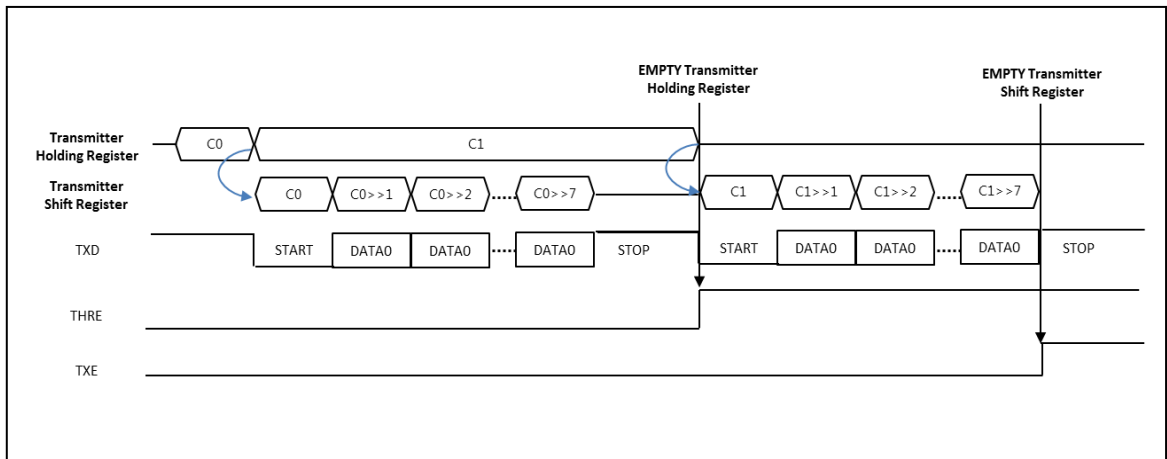 EMPTY Transmitter
Holding Register
EMPTY Transmitter
Shift Register
Transmitter
Holding Register
C0
C1
Transmitter
Shift Register
C0
C0>>1
C0>>2
C0>>7
C1
C1>>1
C1>>2
C1>>7
TXD
START
DATA0
DATA0
DATA0
STOP
START
DATA0
DATA0
DATA0
STOP
THRE
TXE